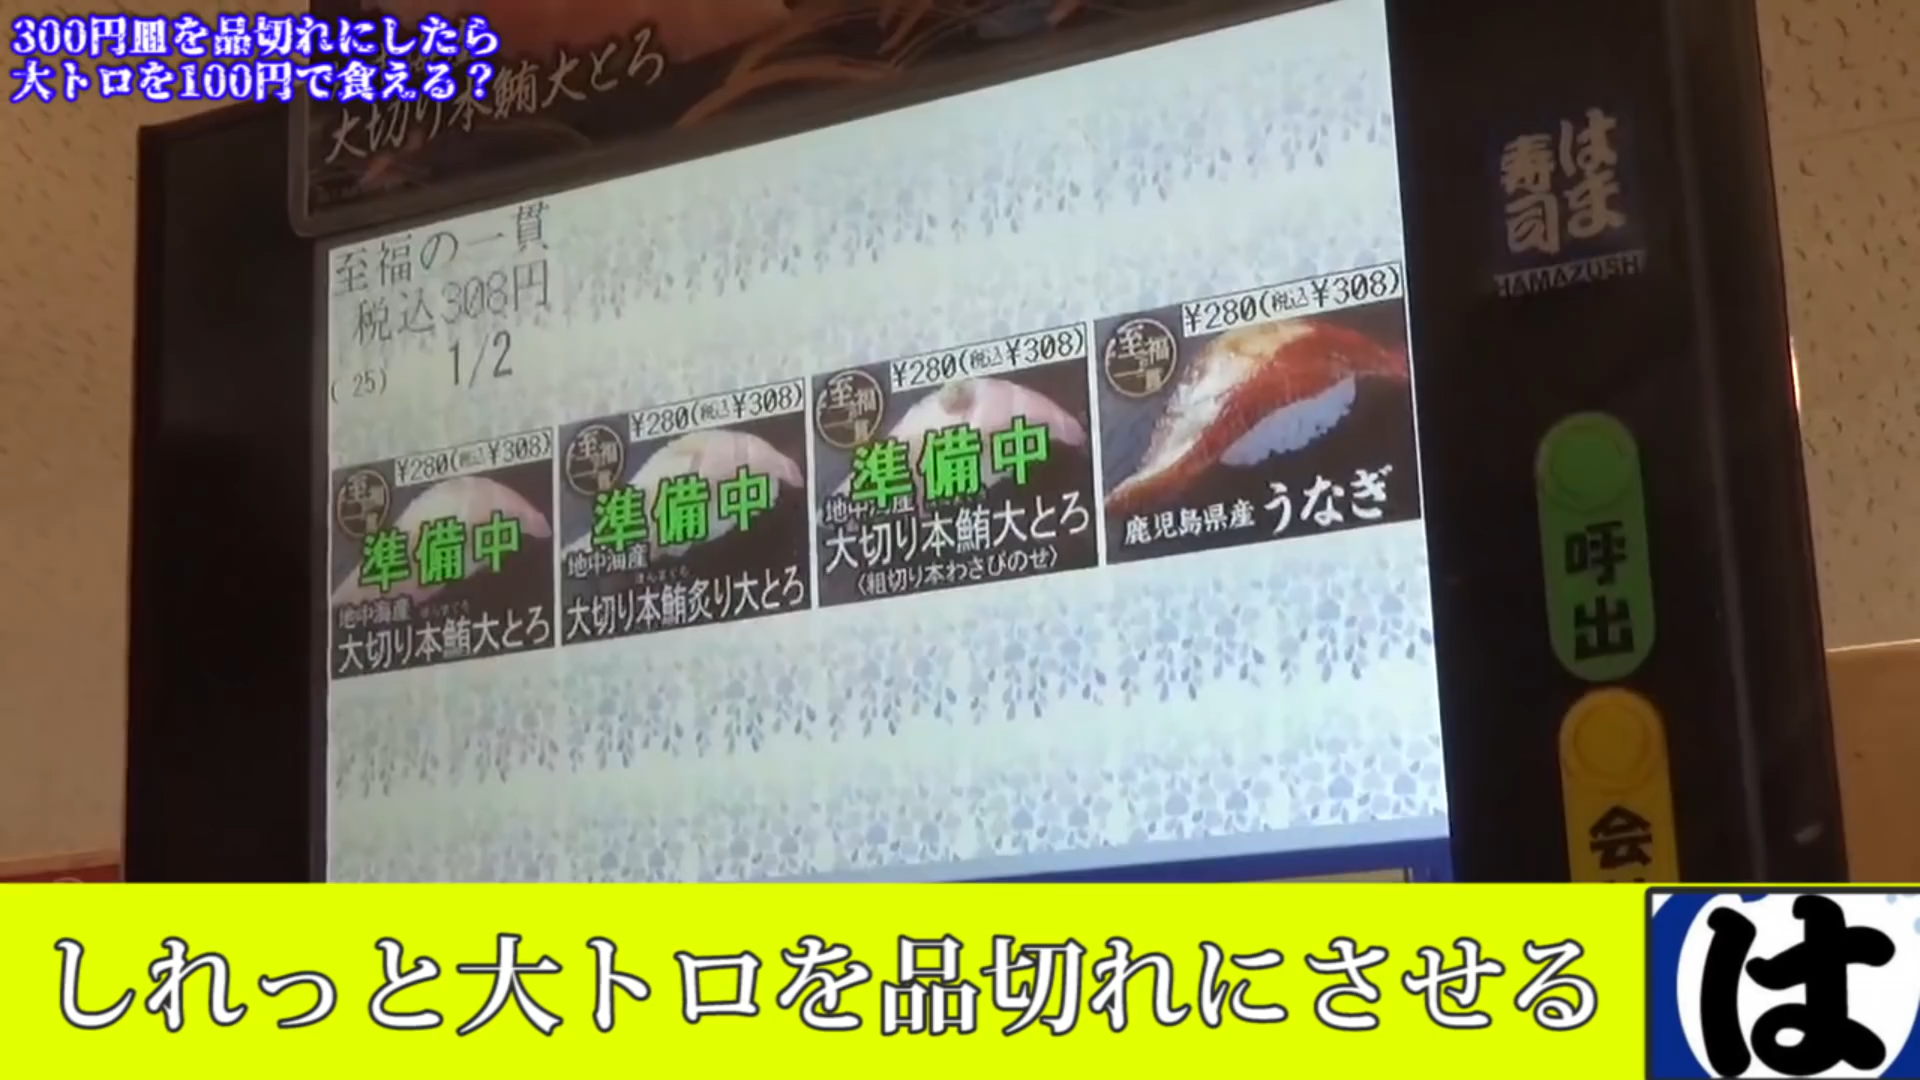 300円皿を品切れにしたら
大トロを100円で食える?
大切り本鮪大とろ
はま
寿司
HAMAZUSHI
至福の一貫
税込308円
1/2
( 25)
¥280(税込¥308)
至福
一貫
準備中
地中海産
大切り本鮪大とろ
¥280(税込¥308)
至福
一貫
準備中
地中海産
大切り本鮪炙り大とろ
¥280(税込¥308)
至福
一貫
準備中
地中海産
大切り本鮪大とろ
〈粗切り本わさびのせ〉
¥280(税込¥308)
至福
一貫
鹿児島県産うなぎ
呼出
会
しれっと大トロを品切れにさせる
は